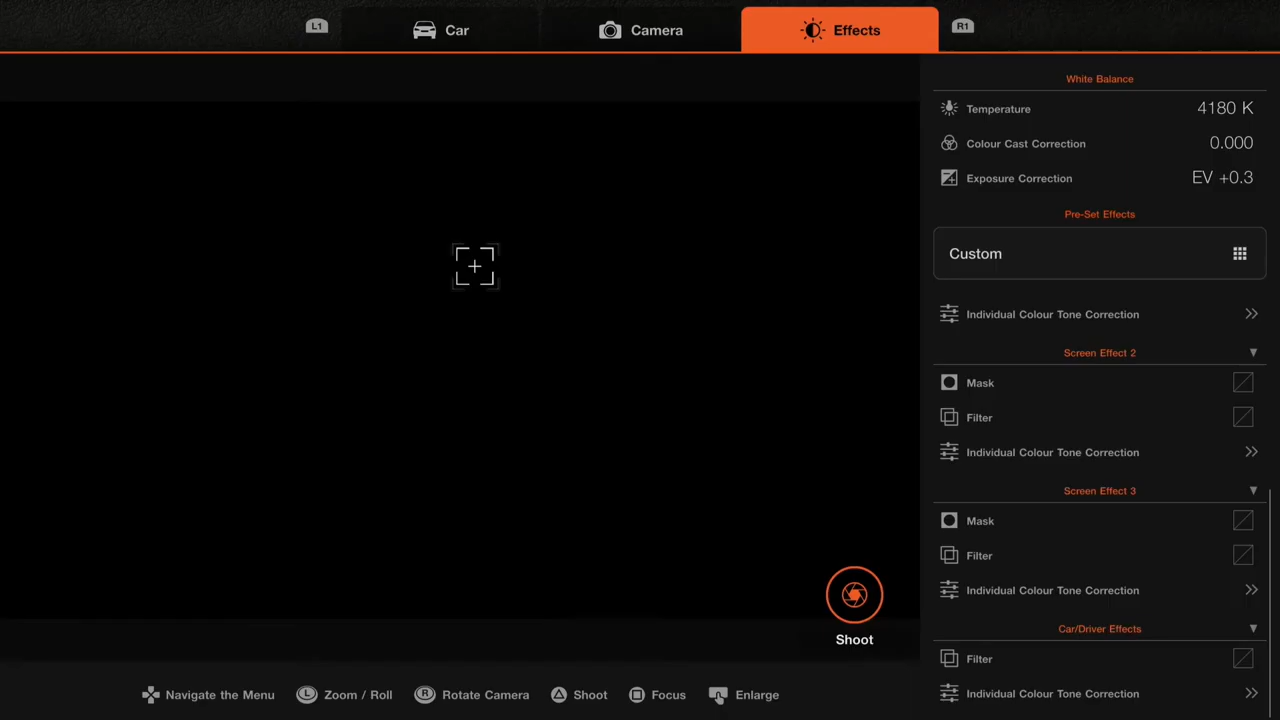 L1
Car
Camera
Effects
R1
White Balance
Temperature 4180 K
Colour Cast Correction 0.000
Exposure Correction EV +0.3
Pre-Set Effects
Custom
Individual Colour Tone Correction
Screen Effect 2
Mask
Filter
Individual Colour Tone Correction
Screen Effect 3
Mask
Filter
Individual Colour Tone Correction
Car/Driver Effects
Filter
Individual Colour Tone Correction
Shoot
L
R
Navigate the Menu Zoom / Roll Rotate Camera Shoot Focus Enlarge